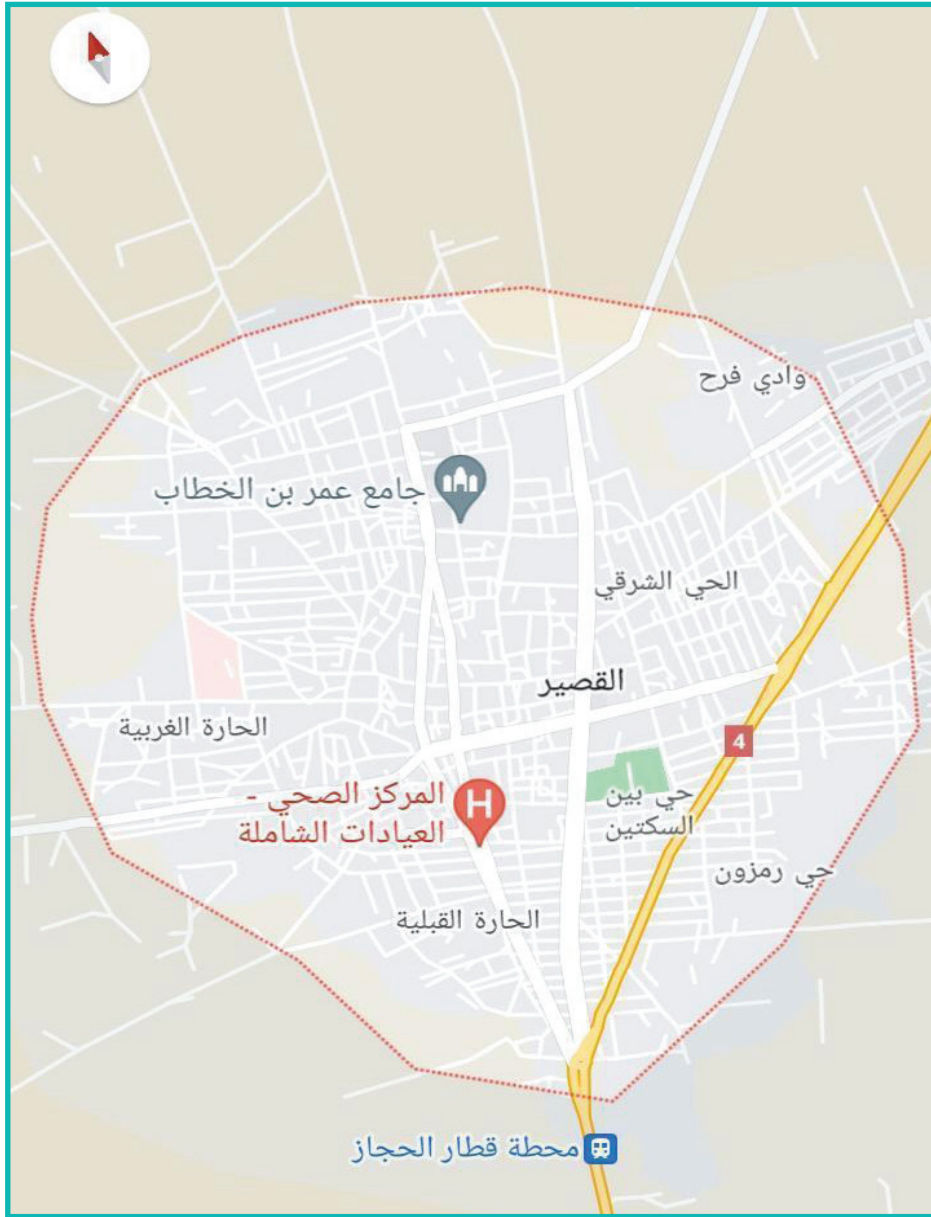 وادي فرح
جامع عمر بن الخطاب
الحي الشرقي
القصير
الحارة الغربية
4
المركز الصحي -
العيادات الشاملة
H
حي بين
السكتين
حي رمزون
الحارة القبلية
محطة قطار الحجاز